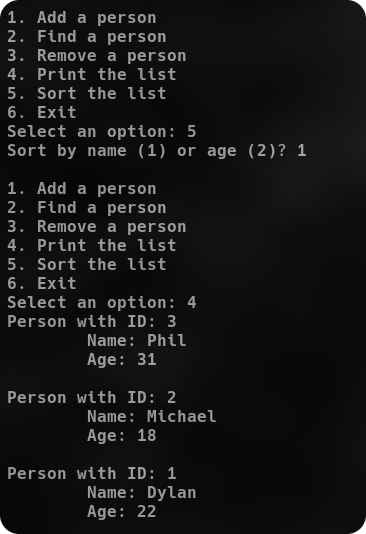 1. Add a person
2. Find a person
3. Remove a person
4. Print the list
5. Sort the list
6. Exit
Select an option: 5
Sort by name (1) or age (2)? 1

1. Add a person
2. Find a person
3. Remove a person
4. Print the list
5. Sort the list
6. Exit
Select an option: 4
Person with ID: 3
        Name: Phil
        Age: 31

Person with ID: 2
        Name: Michael
        Age: 18

Person with ID: 1
        Name: Dylan
        Age: 22